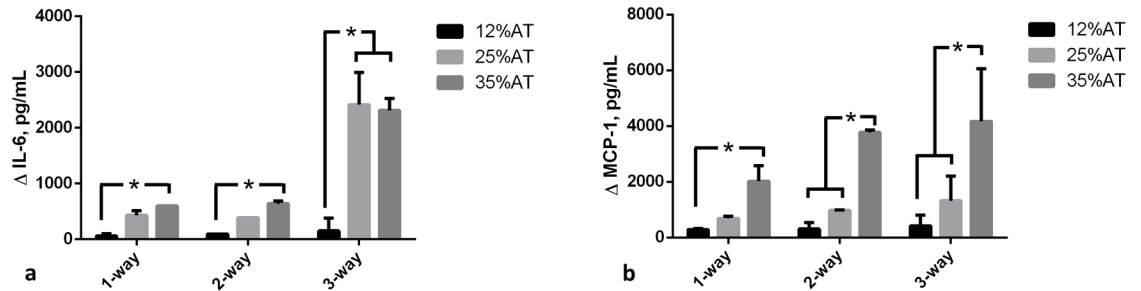 4000
3000
2000
1000
0
Δ IL-6, pg/mL
* * *
1-way 2-way 3-way
12%AT
25%AT
35%AT
a
8000
6000
4000
2000
0
Δ MCP-1, pg/mL
* * *
1-way 2-way 3-way
12%AT
25%AT
35%AT
b